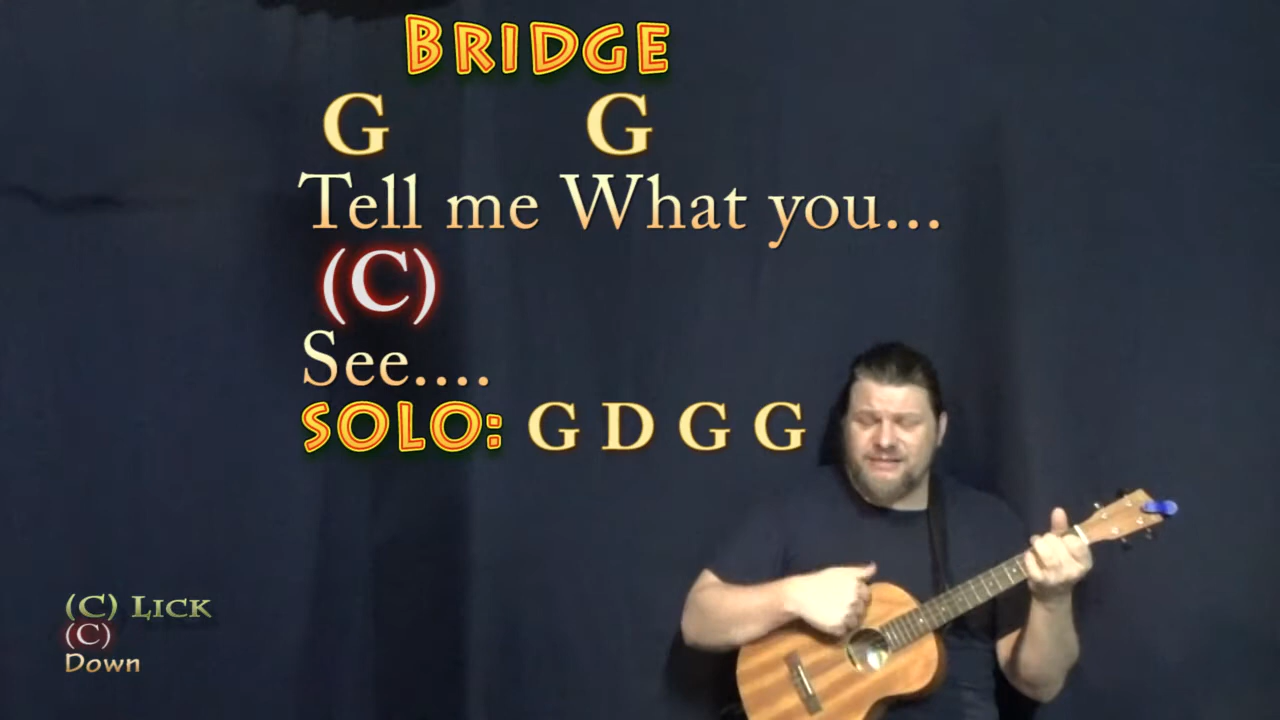 BRIDGE
G G
Tell me What you...
(C)
See....
SOLO: G D G G
(C) LICK
(C)
Down